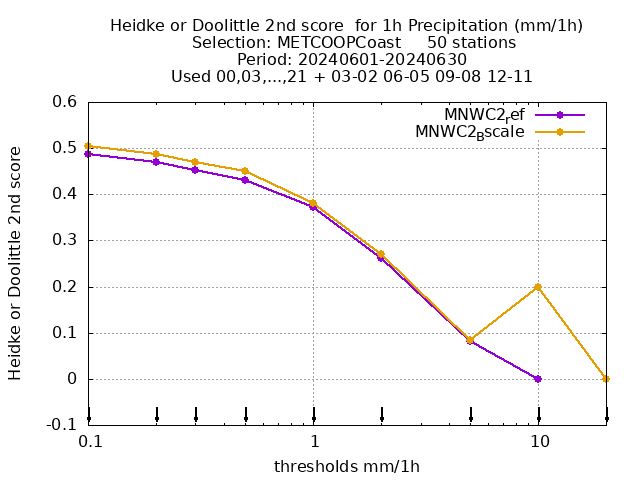 Heidke or Doolittle 2nd score  for 1h Precipitation (mm/1h)
Selection: METCOOPCoast     50 stations
Period: 20240601-20240630
Used 00,03,...,21 + 03-02 06-05 09-08 12-11
MNWC2ref
MNWC2Bscale
Heidke or Doolittle 2nd score
0.6
0.5
0.4
0.3
0.2
0.1
0
-0.1
0.1 1 10
thresholds mm/1h